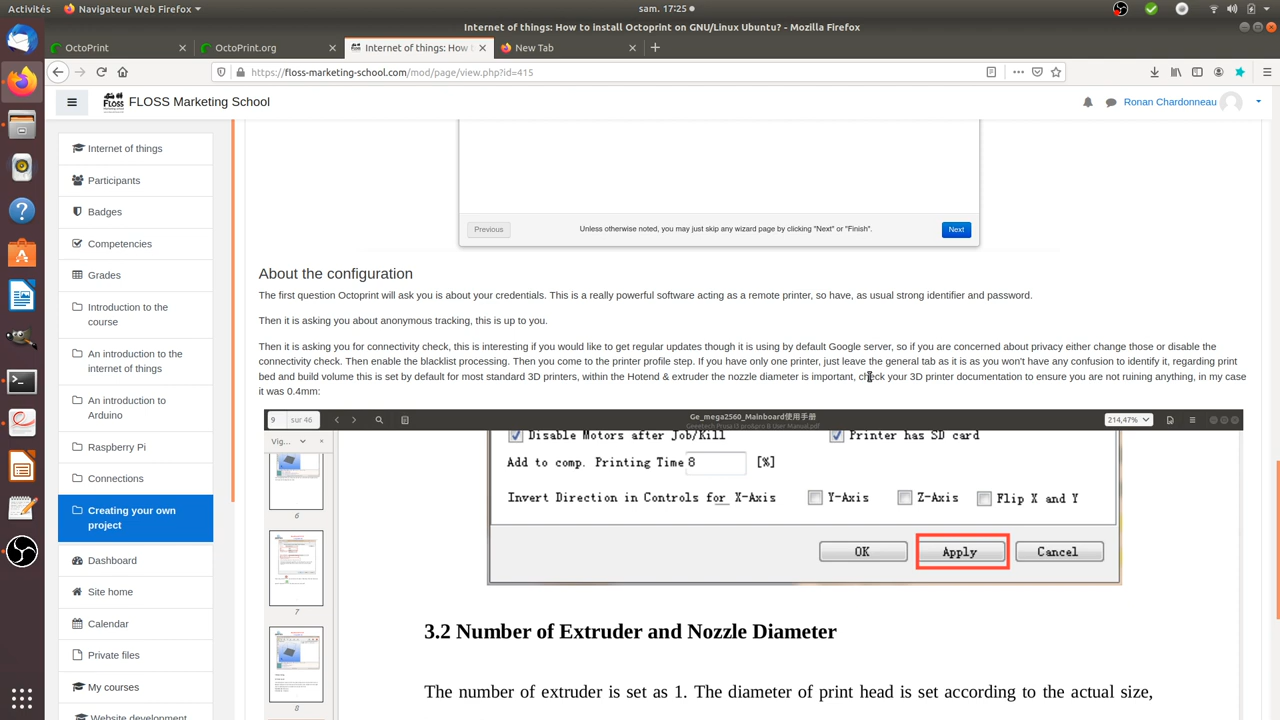 Activités
Firefox Web Browser
sam. 17:25
Internet of things: How to install Octoprint on GNU/Linux Ubuntu? - Mozilla Firefox
OctoPrint
OctoPrint.org
Internet of things: How
New Tab
https://floss-marketing-school.com/mod/page/view.php?id=415
FLOSS Marketing School
Ronan Chardonneau
Internet of things
Participants
Badges
Competencies
Grades
Introduction to the
course
An introduction to the
internet of things
An introduction to
Arduino
Raspberry Pi
Connections
Creating your own
project
Dashboard
Site home
Calendar
Private files
My courses
Website development
Previous
Unless otherwise noted, you may just skip any wizard page by clicking "Next" or "Finish".
Next
About the configuration
The first question Octoprint will ask you is about your credentials. This is a really powerful software acting as a remote printer, so have, as usual strong identifier and password.
Then it is asking you about anonymous tracking, this is up to you.
Then it is asking you for connectivity check, this is interesting if you would like to get regular updates though it is using by default Google server, so if you are concerned about privacy either change those or disable the
connectivity check. Then enable the blacklist processing. Then you come to the printer profile step. If you have only one printer, just leave the general tab as it is as you won't have any confusion to identify it, regarding print
bed and build volume this is set by default for most standard 3D printers, within the Hotend & extruder the nozzle diameter is important, check your 3D printer documentation to ensure you are not ruining anything, in my case
it was 0.4mm:
9 sur 46
Ge_mega2560_Mainboard使用手册
Geeetech Prusa I3 pro/pro B User Manual.pdf
214,47%
Vig...
6
7
8
Disable Motors after Job/Kill
Printer has SD card
Add to comp. Printing Time 8 [%]
Invert Direction in Controls for X-Axis
Y-Axis
Z-Axis
Flip X and Y
OK
Apply
Cancel
3.2 Number of Extruder and Nozzle Diameter
The number of extruder is set as 1. The diameter of print head is set according to the actual size,